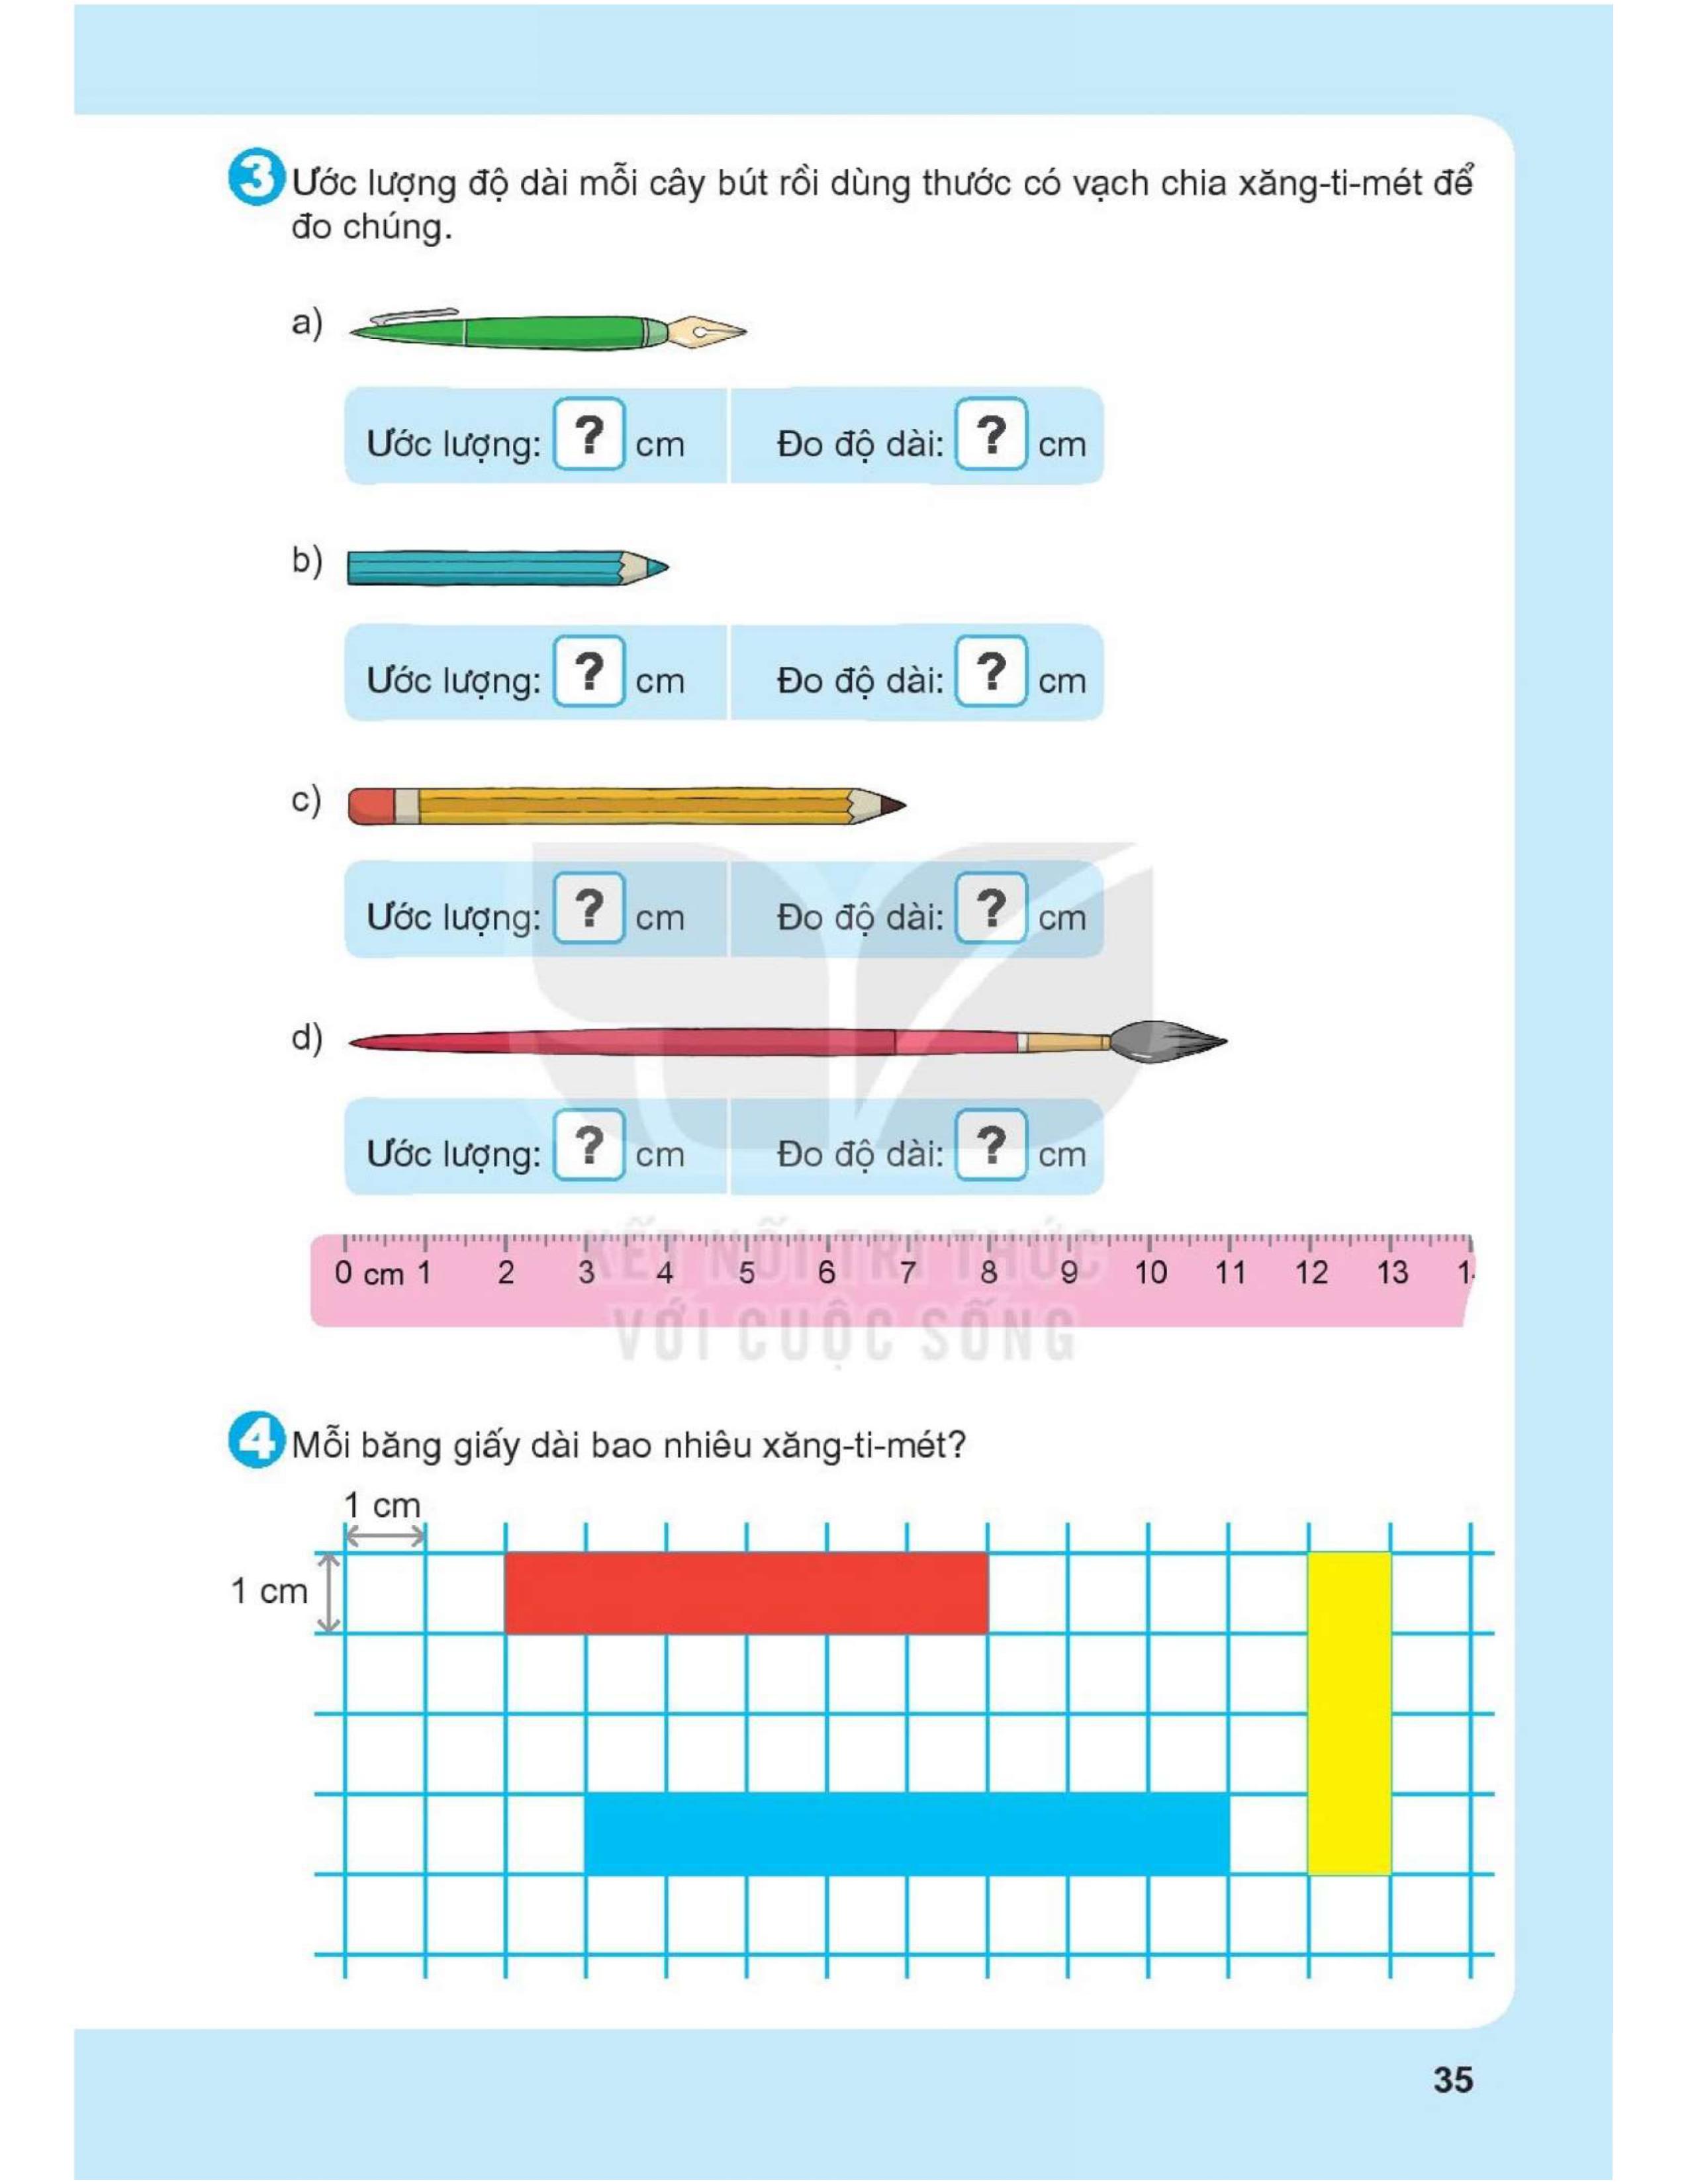 3 Ước lượng độ dài mỗi cây bút rồi dùng thước có vạch chia xăng-ti-mét để
đo chúng.
a)
Ước lượng: ? cm Đo độ dài: ? cm
b)
Ước lượng: ? cm Đo độ dài: ? cm
c)
Ước lượng: ? cm Đo độ dài: ? cm
d)
Ước lượng: ? cm Đo độ dài: ? cm
KẾT NỐI TRI THỨC
0 cm 1 2 3 4 5 6 7 8 9 10 11 12 13 1
VỚI CUỘC SỐNG
4 Mỗi băng giấy dài bao nhiêu xăng-ti-mét?
1 cm
1 cm
35